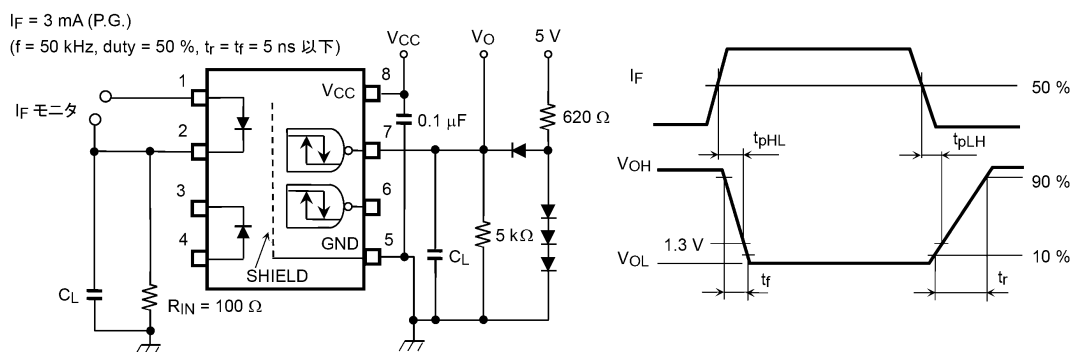 IF = 3 mA (P.G.)
(f = 50 kHz, duty = 50 %, tr = tf = 5 ns 以下)
IF モニタ
1
2
3
4
CL
RIN = 100 Ω
SHIELD
VCC
GND
8
7
6
5
VCC
0.1 μF
VO
5 V
620 Ω
5 kΩ
CL
IF
50 %
tpHL
tpLH
VOH
90 %
1.3 V
VOL
10 %
tf
tr